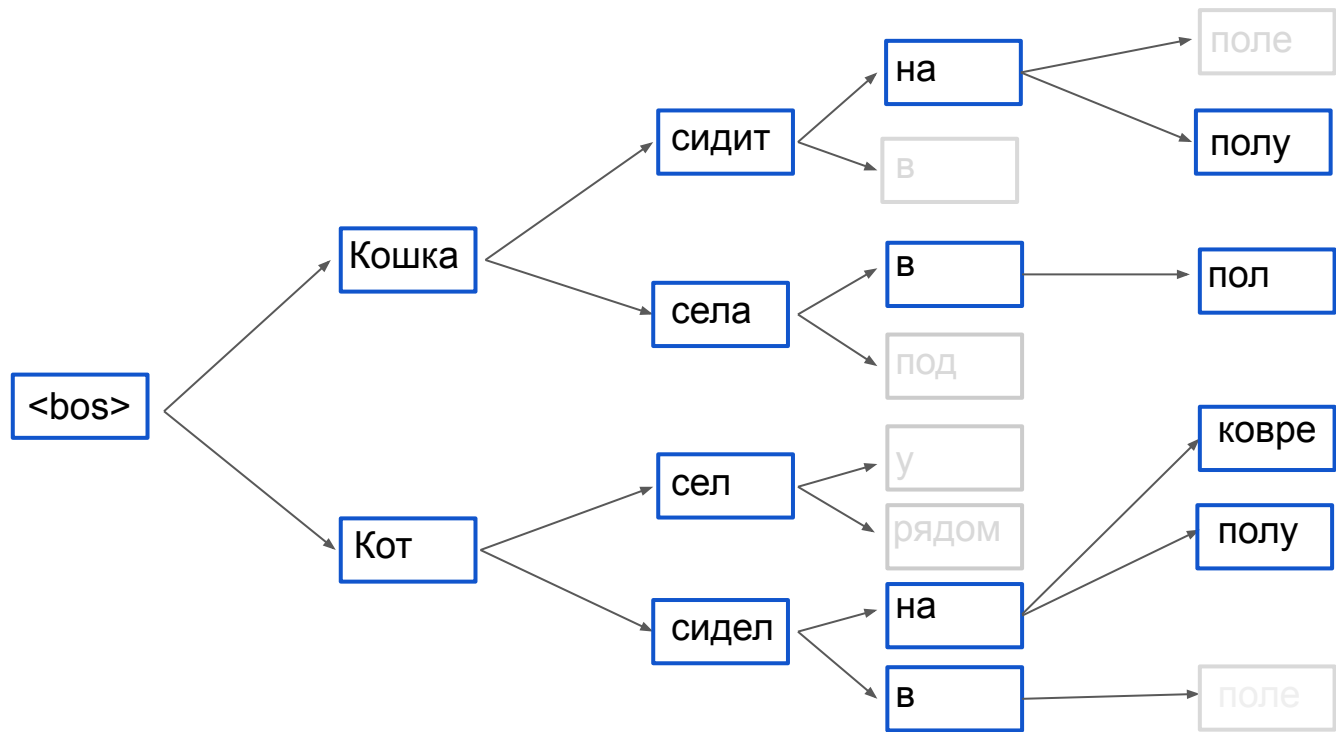 <bos>
Кошка
Кот
сидит
села
сел
сидел
на
в
в
под
у
рядом
на
в
поле
полу
пол
ковре
полу
поле